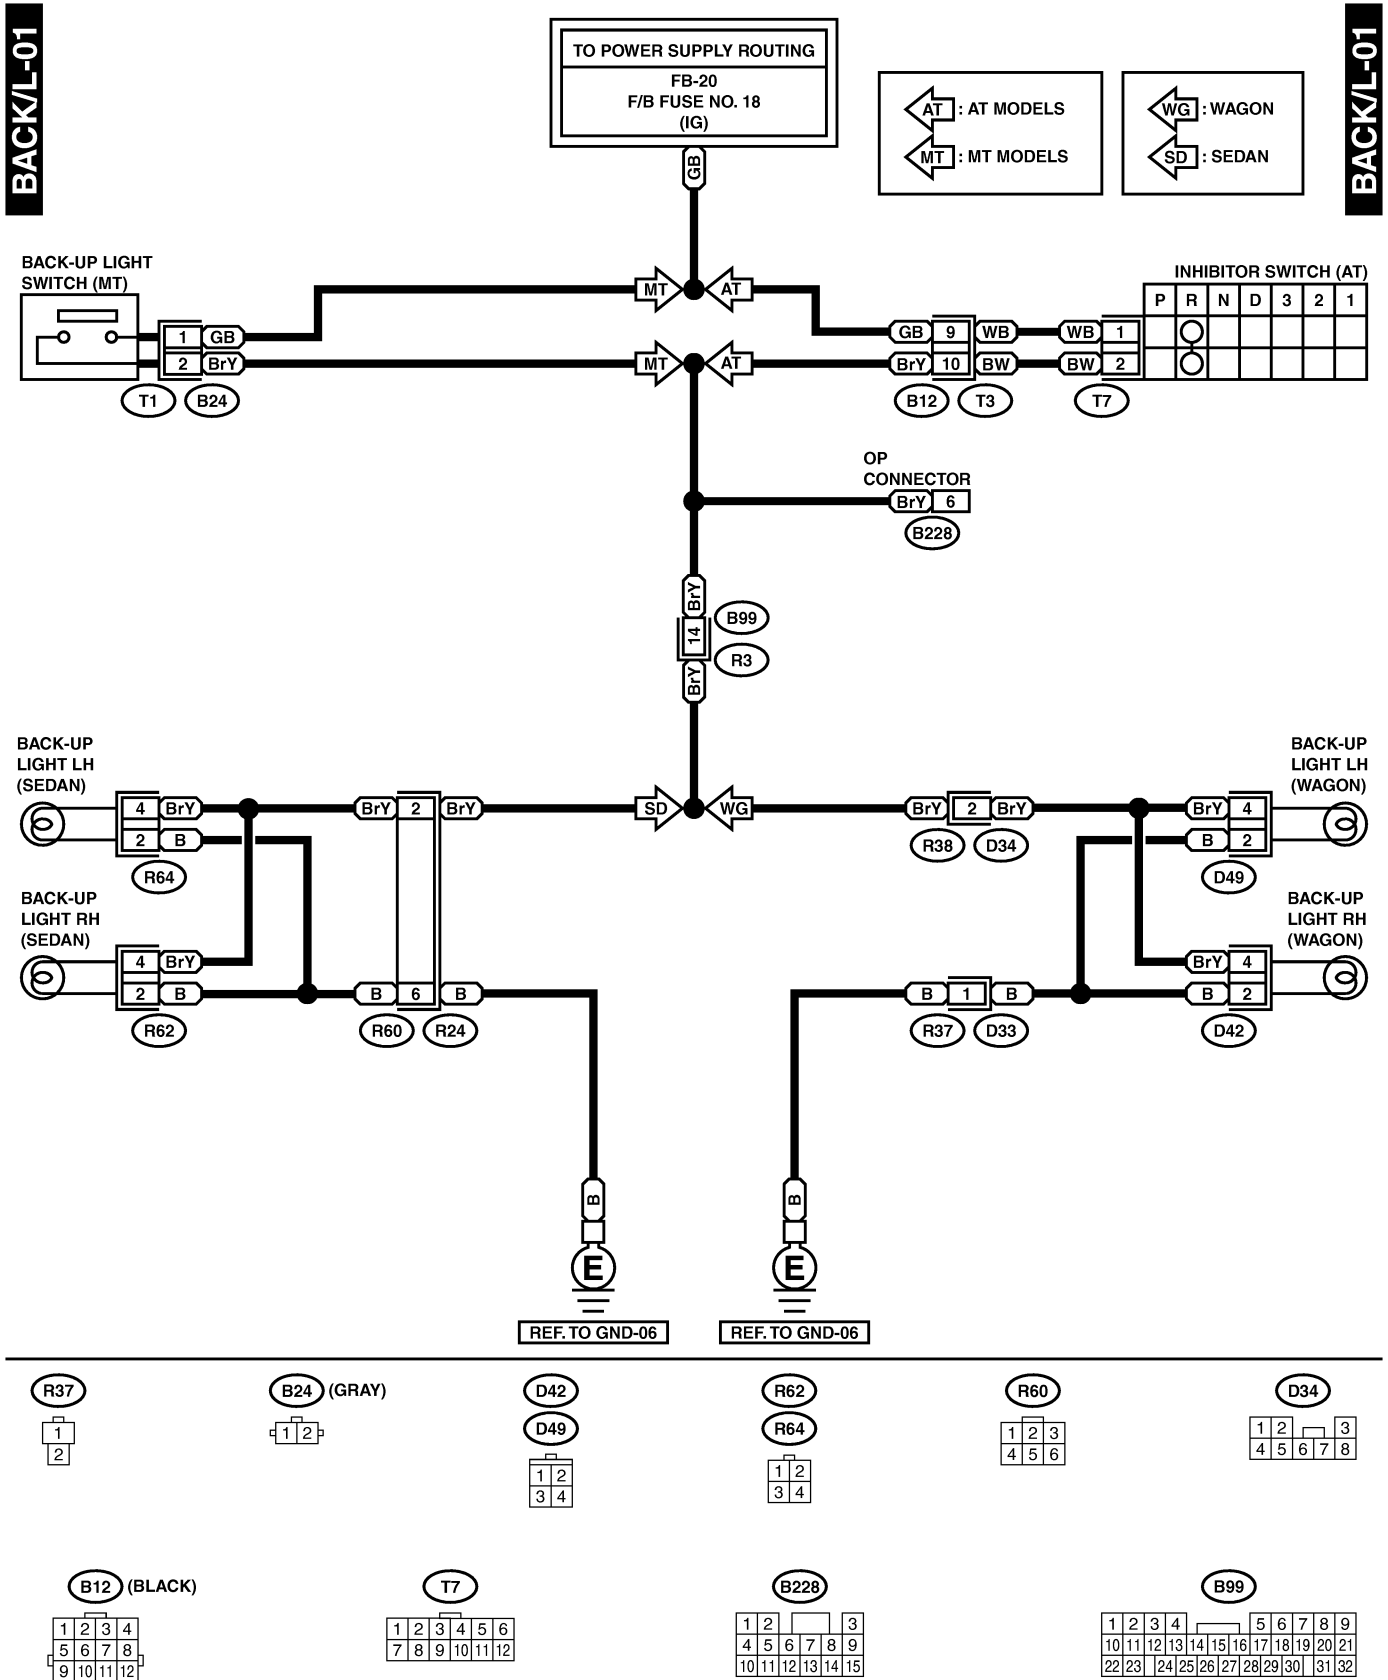 BACK/L-01
BACK/L-01
TO POWER SUPPLY ROUTING
FB-20
F/B FUSE NO. 18
(IG)
AT : AT MODELS
MT : MT MODELS
WG : WAGON
SD : SEDAN
GB
BACK-UP LIGHT
SWITCH (MT)
INHIBITOR SWITCH (AT)
MT AT
P R N D 3 2 1
1 GB
GB 9 WB WB 1
2 BrY
MT AT
BrY 10 BW BW 2
T1 B24
B12 T3 T7
OP
CONNECTOR
BrY 6
B228
BrY
B99
14
R3
BrY
BACK-UP
LIGHT LH
(SEDAN)
BACK-UP
LIGHT LH
(WAGON)
4 BrY BrY 2 BrY SD WG BrY 2 BrY BrY 4
2 B
B 2
R64
R38 D34
D49
BACK-UP
LIGHT RH
(SEDAN)
BACK-UP
LIGHT RH
(WAGON)
4 BrY
BrY 4
2 B B 6 B
B 1 B B 2
R62 R60 R24
R37 D33 D42
B B
E E
REF. TO GND-06
REF. TO GND-06
R37
1
2
B24 (GRAY)
1 2
D42
D49
1 2
3 4
R62
R64
1 2
3 4
R60
1 2 3
4 5 6
D34
1 2 3
4 5 6 7 8
B12 (BLACK)
1 2 3 4
5 6 7 8
9 10 11 12
T7
1 2 3 4 5 6
7 8 9 10 11 12
B228
1 2 3
4 5 6 7 8 9
10 11 12 13 14 15
B99
1 2 3 4 5 6 7 8 9
10 11 12 13 14 15 16 17 18 19 20 21
22 23 24 25 26 27 28 29 30 31 32